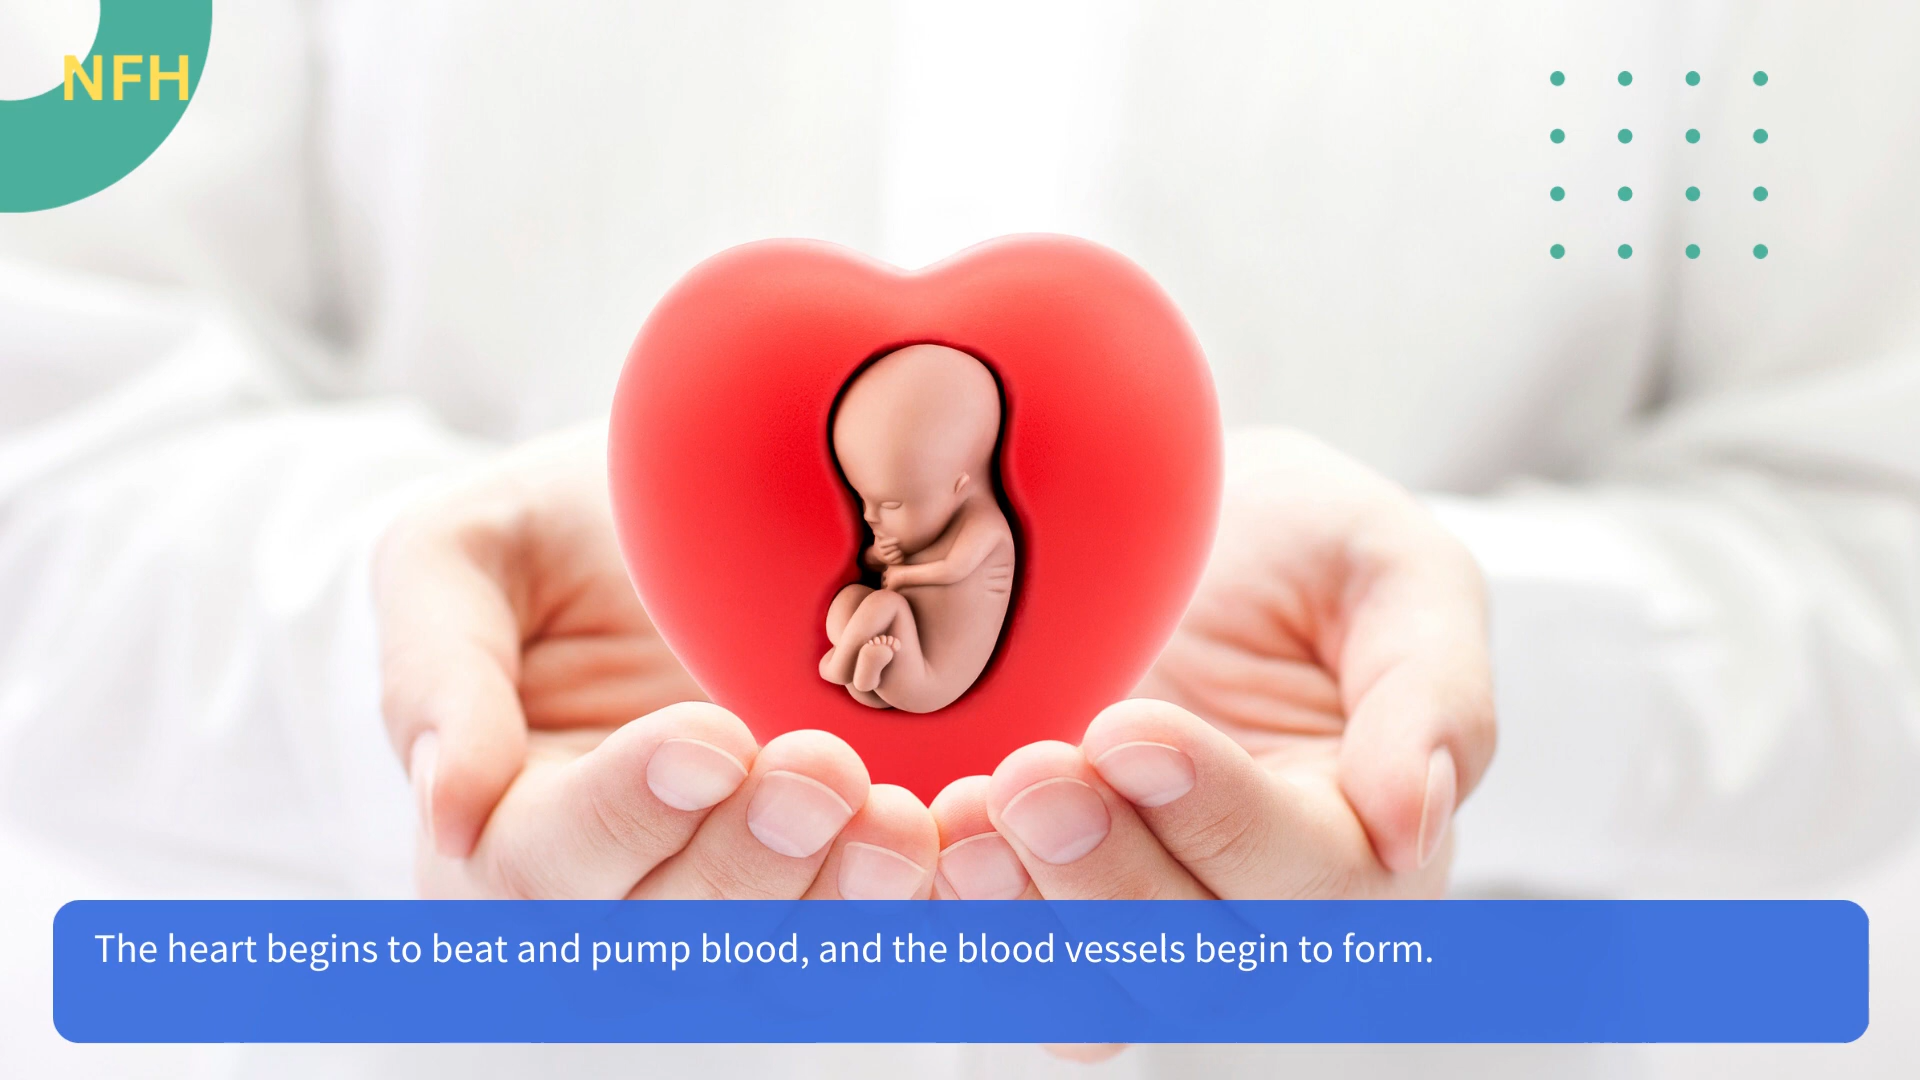 NFH
The heart begins to beat and pump blood, and the blood vessels begin to form.